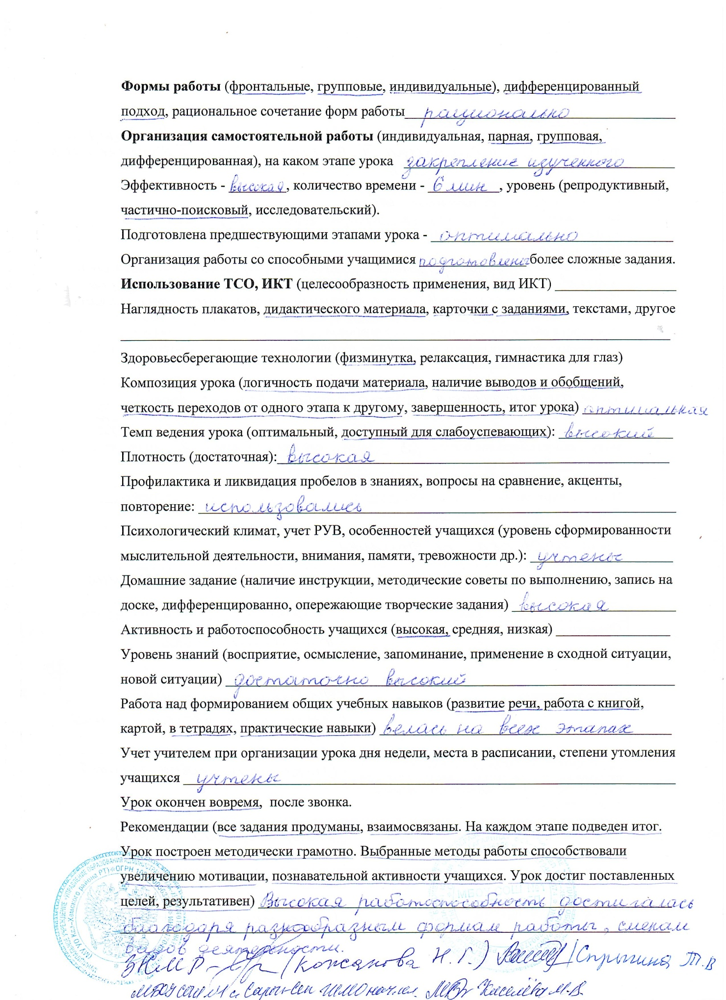 Формы работы (фронтальные, групповые, индивидуальные), дифференцированный
подход, рациональное сочетание форм работы рационально
Организация самостоятельной работы (индивидуальная, парная, групповая,
дифференцированная), на каком этапе урока закрепление изученного
Эффективность - высокая, количество времени - 6 мин, уровень (репродуктивный,
частично-поисковый, исследовательский).
Подготовлена предшествующими этапами урока - оптимально
Организация работы со способными учащимися подготовлены более сложные задания.
Использование ТСО, ИКТ (целесообразность применения, вид ИКТ)
Наглядность плакатов, дидактического материала, карточки с заданиями, текстами, другое
Здоровьесберегающие технологии (физминутка, релаксация, гимнастика для глаз)
Композиция урока (логичность подачи материала, наличие выводов и обобщений,
четкость переходов от одного этапа к другому, завершенность, итог урока) оптимальная
Темп ведения урока (оптимальный, доступный для слабоуспевающих): высокий
Плотность (достаточная): высокая
Профилактика и ликвидация пробелов в знаниях, вопросы на сравнение, акценты,
повторение: использовались
Психологический климат, учет РУВ, особенностей учащихся (уровень сформированности
мыслительной деятельности, внимания, памяти, тревожности др.): учтены
Домашние задание (наличие инструкции, методические советы по выполнению, запись на
доске, дифференцированно, опережающие творческие задания) высокая
Активность и работоспособность учащихся (высокая, средняя, низкая)
Уровень знаний (восприятие, осмысление, запоминание, применение в сходной ситуации,
новой ситуации) достаточно высокий
Работа над формированием общих учебных навыков (развитие речи, работа с книгой,
картой, в тетрадях, практические навыки) велась на всех этапах
Учет учителем при организации урока дня недели, места в расписании, степени утомления
учащихся учтены
Урок окончен вовремя, после звонка.
Рекомендации (все задания продуманы, взаимосвязаны. На каждом этапе подведен итог.
Урок построен методически грамотно. Выбранные методы работы способствовали
увеличению мотивации, познавательной активности учащихся. Урок достиг поставленных
целей, результативен) Высокая работоспособность достигалась
благодаря разнообразным формам работы, сменам
видов деятельности.
ЗНМР - (Кожанова Н. Г.) / Спрыгина Т.В
МБОУ СОШ ШМО нач. кл. Киселёва М.В.